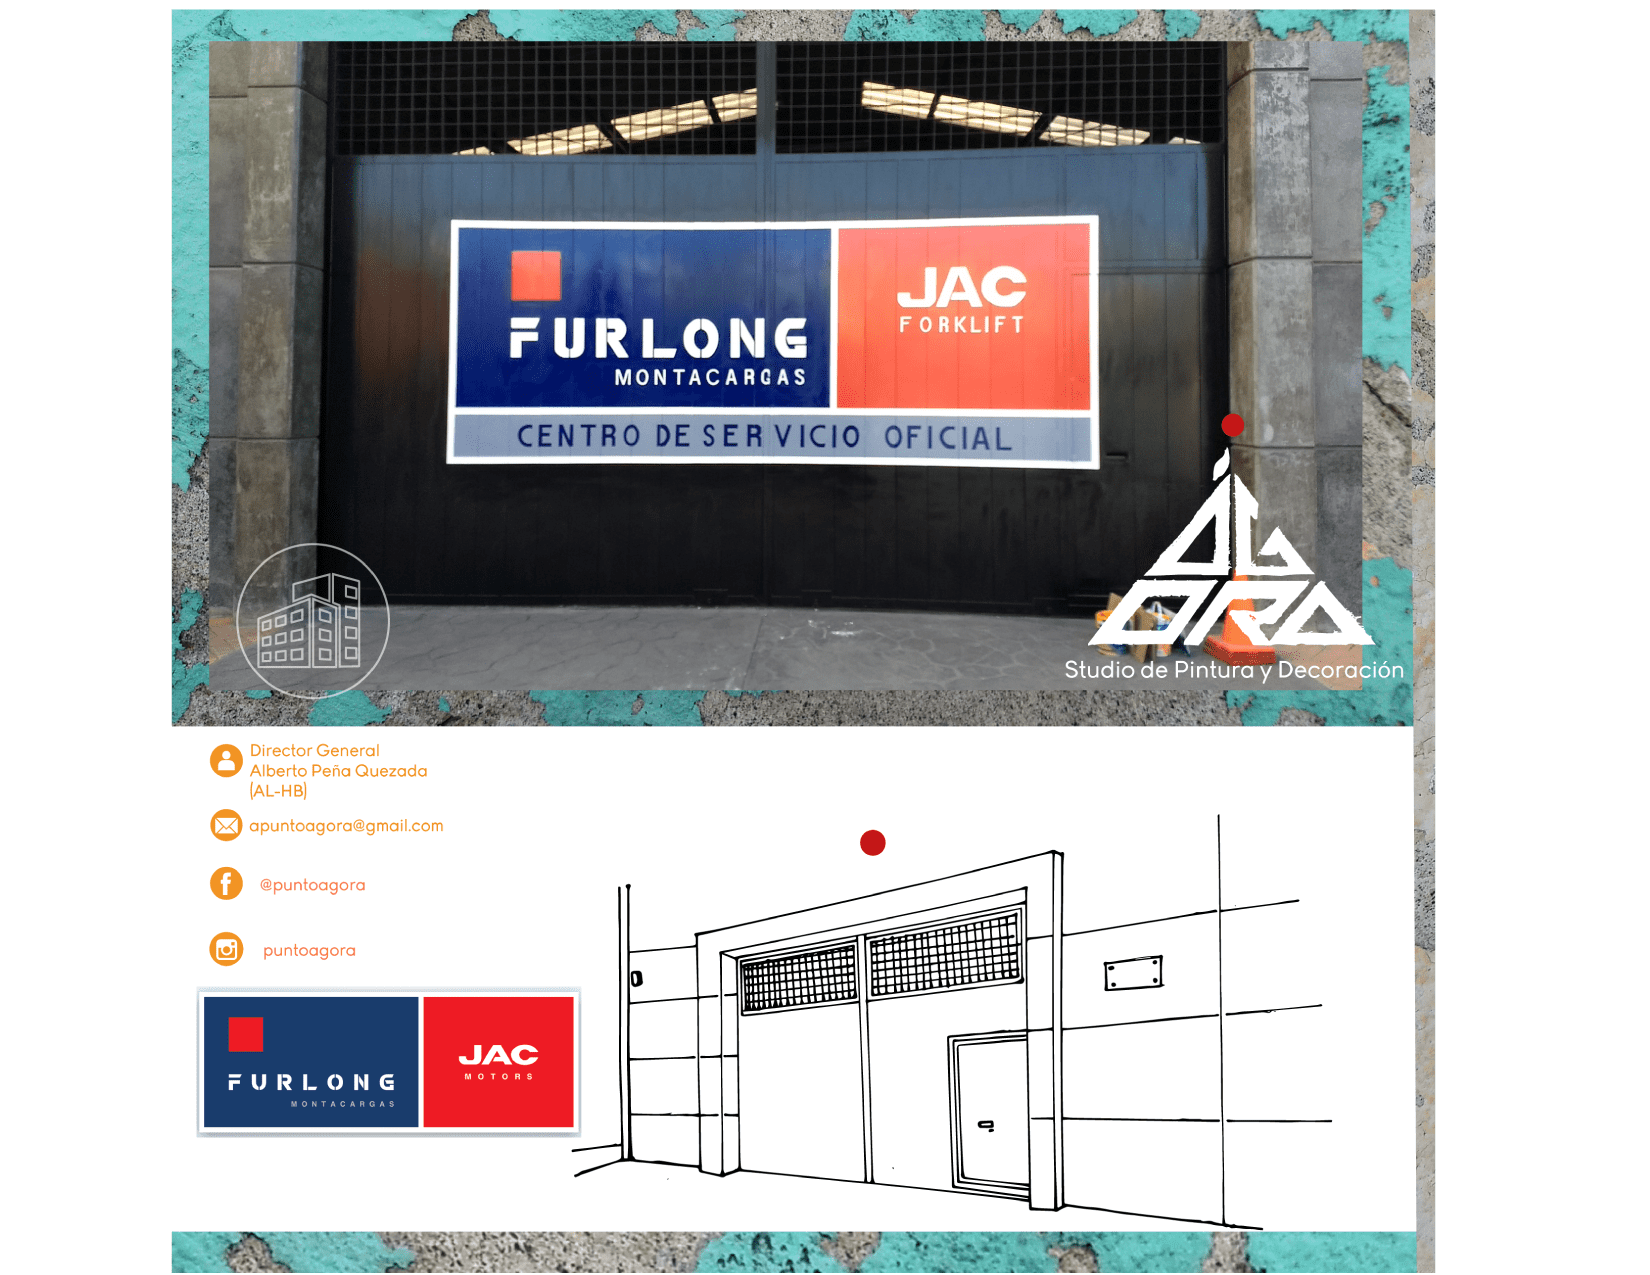 FURLONG
MONTACARGAS
JAC
FORKLIFT
CENTRO DE SERVICIO OFICIAL
ÁGORA
Studio de Pintura y Decoración
Director General
Alberto Peña Quezada
(AL-HB)
apuntoagora@gmail.com
@puntoagora
puntoagora
FURLONG
MONTACARGAS
JAC
MOTORS